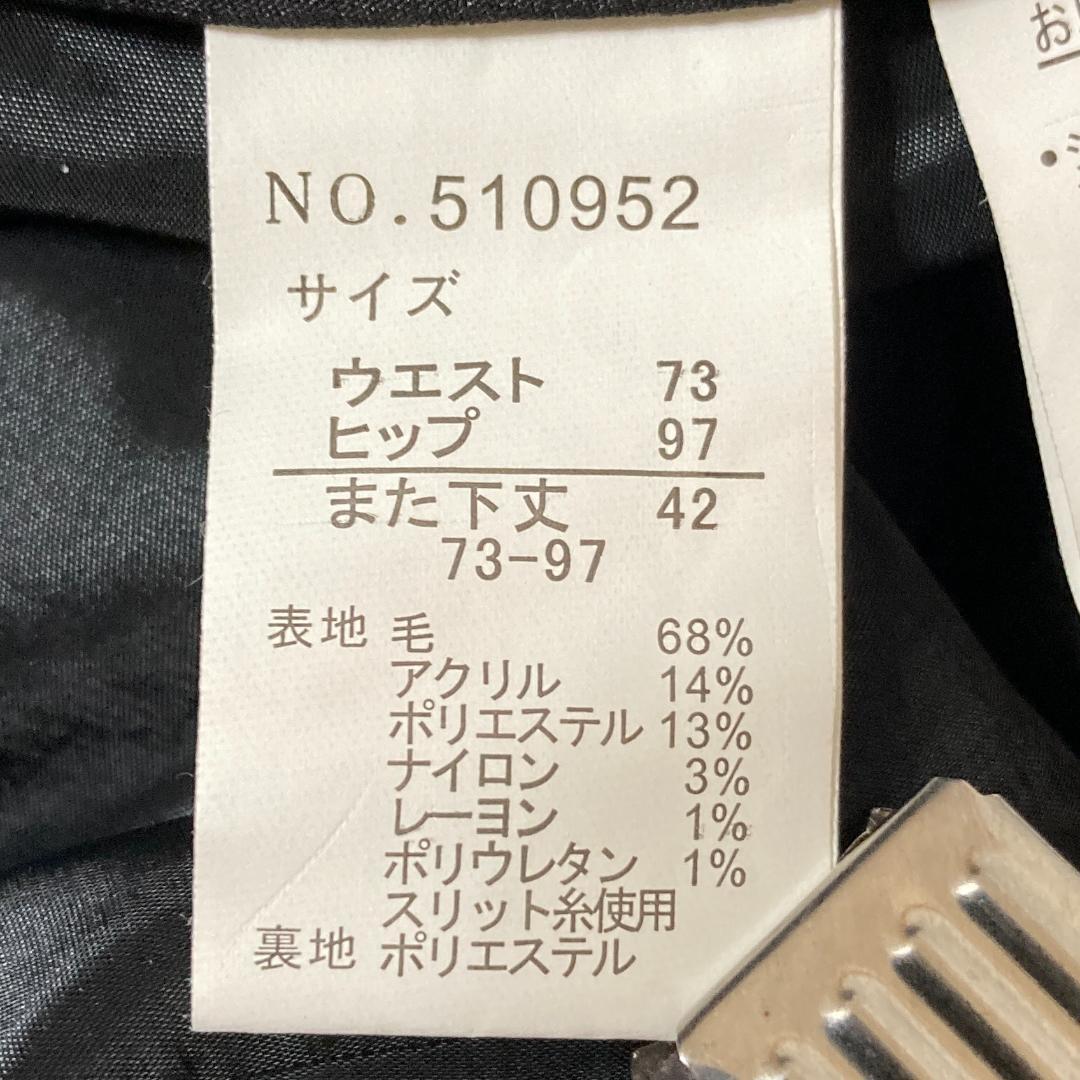 NO. 510952
サイズ
ウエスト 73
ヒップ 97
また下丈 42
73-97
表地 毛 68%
アクリル 14%
ポリエステル 13%
ナイロン 3%
レーヨン 1%
ポリウレタン 1%
スリット糸使用
裏地 ポリエステル
お